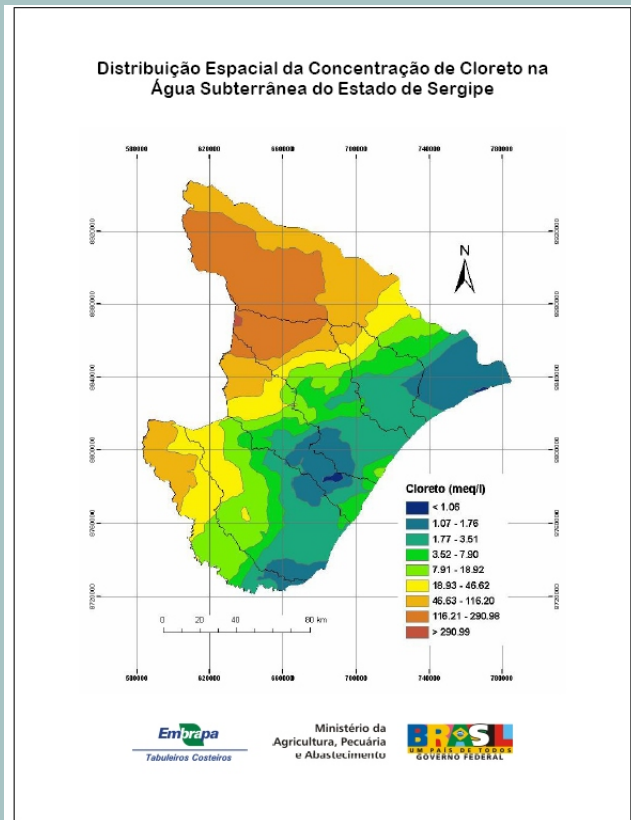 Distribuição Espacial da Concentração de Cloreto na
Água Subterrânea do Estado de Sergipe
580000 620000 660000 700000 740000 780000
N
Cloreto (meq/l)
< 1.06
1.07 - 1.76
1.77 - 3.51
3.52 - 7.90
7.91 - 18.92
18.93 - 46.62
46.63 - 116.20
116.21 - 290.98
> 290.99
0 20 40 80 km
580000 620000 660000 700000 740000 780000
Embrapa
Tabuleiros Costeiros
Ministério da
Agricultura, Pecuária
e Abastecimento
BRASIL
UM PAÍS DE TODOS
GOVERNO FEDERAL